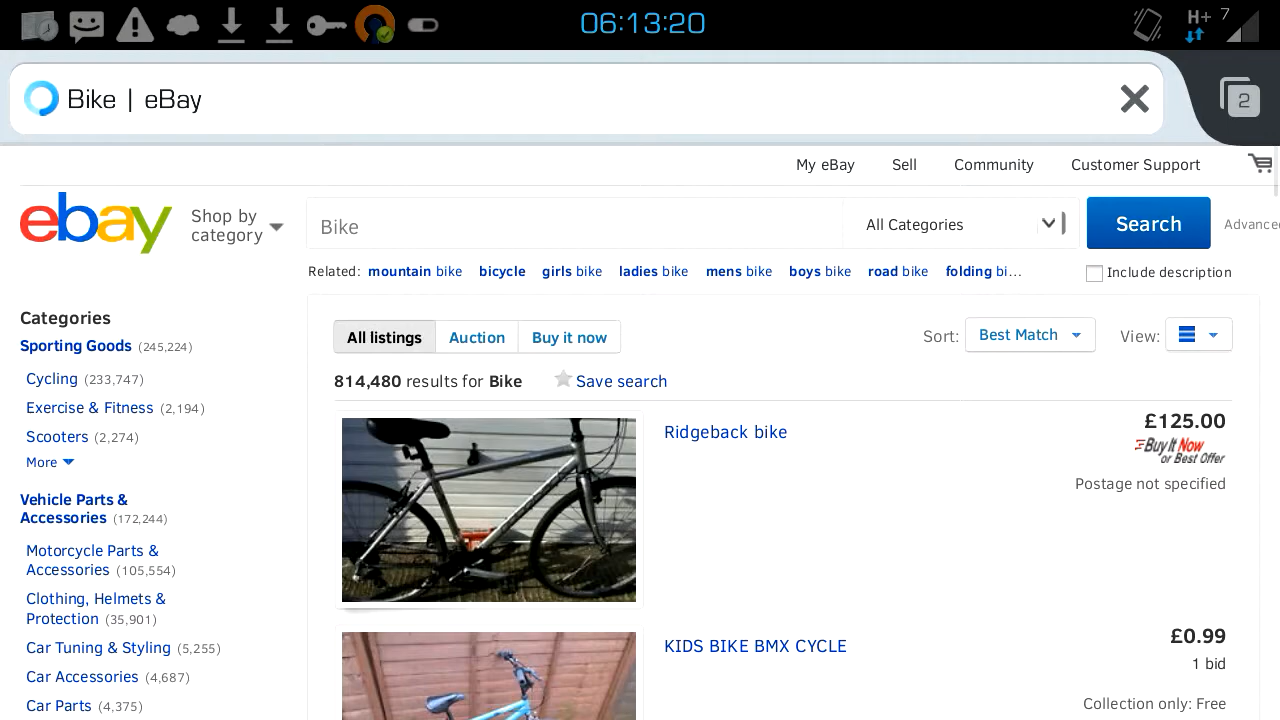 06:13:20
H+ 7
Bike | eBay
2
My eBay Sell Community Customer Support
ebay
Shop by
category
Bike
All Categories
Search
Advance
Related: mountain bike bicycle girls bike ladies bike mens bike boys bike road bike folding bi...
Include description
Categories
Sporting Goods (245,224)
Cycling (233,747)
Exercise & Fitness (2,194)
Scooters (2,274)
More
Vehicle Parts &
Accessories (172,244)
Motorcycle Parts &
Accessories (105,554)
Clothing, Helmets &
Protection (35,901)
Car Tuning & Styling (5,255)
Car Accessories (4,687)
Car Parts (4,375)
All listings Auction Buy it now
Sort: Best Match View:
814,480 results for Bike Save search
Ridgeback bike
£125.00
Buy It Now
or Best Offer
Postage not specified
KIDS BIKE BMX CYCLE
£0.99
1 bid
Collection only: Free